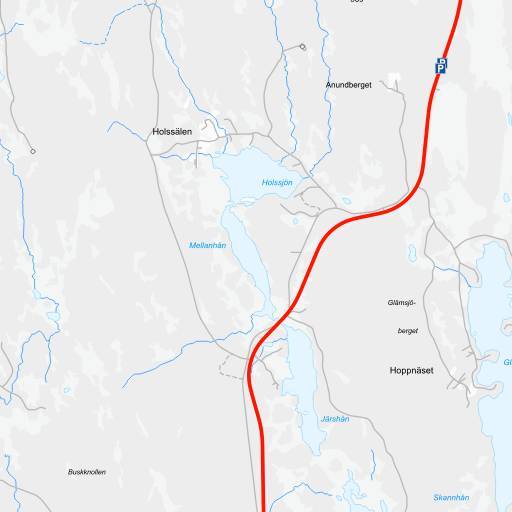 Anundberget
P
Holssälen
Holssjön
Mellanhån
Glämsjö-
berget
Hoppnäset
Järshån
Buskknollen
Skannhån